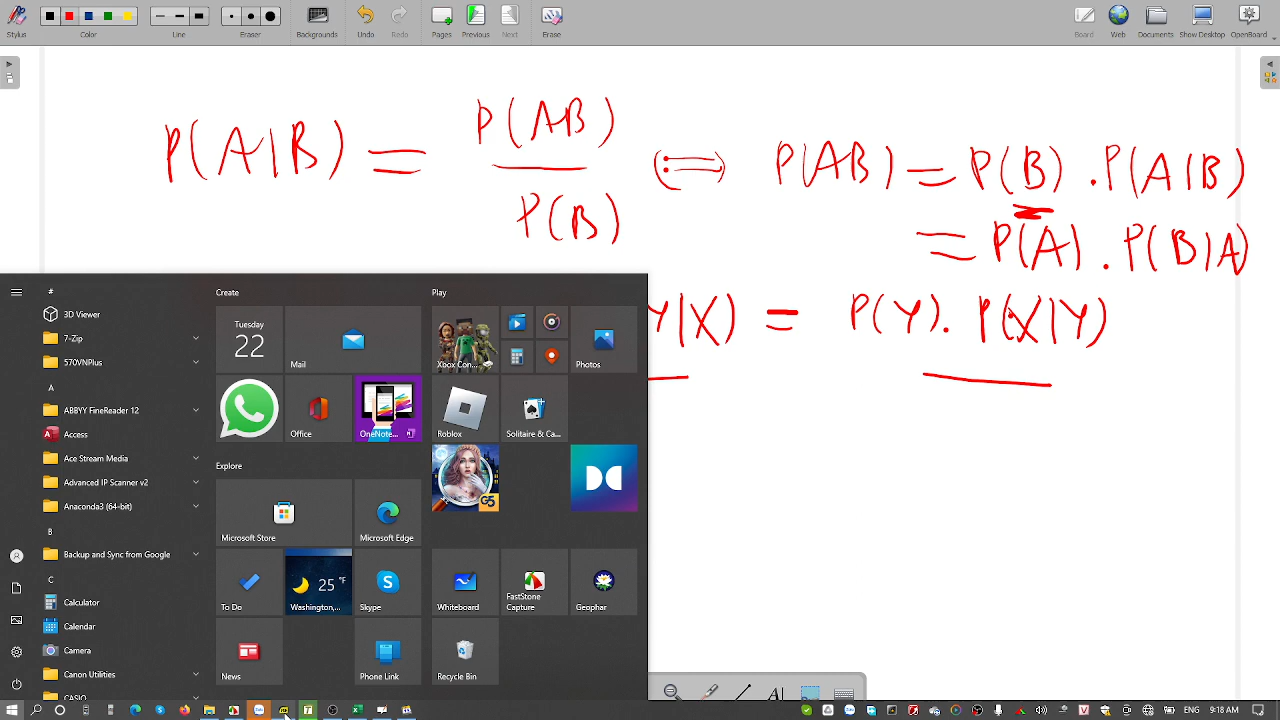 Stylus Color Line Eraser Backgrounds Undo Redo Pages Previous Next Erase Board Web Documents Show Desktop OpenBoard
P(A|B) = P(AB) / P(B) ⟺ P(AB) = P(B) . P(A|B)
= P(A) . P(B|A)
Y|X) = P(Y). P(X|Y)
#
3D Viewer
7-Zip
570VNPlus
A
ABBYY FineReader 12
Access
Ace Stream Media
Advanced IP Scanner v2
Anaconda3 (64-bit)
B
Backup and Sync from Google
C
Calculator
Calendar
Camera
Canon Utilities
CASIO
Create
Tuesday
22
Mail
Office
OneNote...
Explore
Microsoft Store
Microsoft Edge
To Do
25 °F
Washington,...
Skype
News
Phone Link
Play
Xbox Con...
Photos
Roblox
Solitaire & Ca...
G5
Whiteboard
FastStone
Capture
Geophar
Recycle Bin
9:18 AM